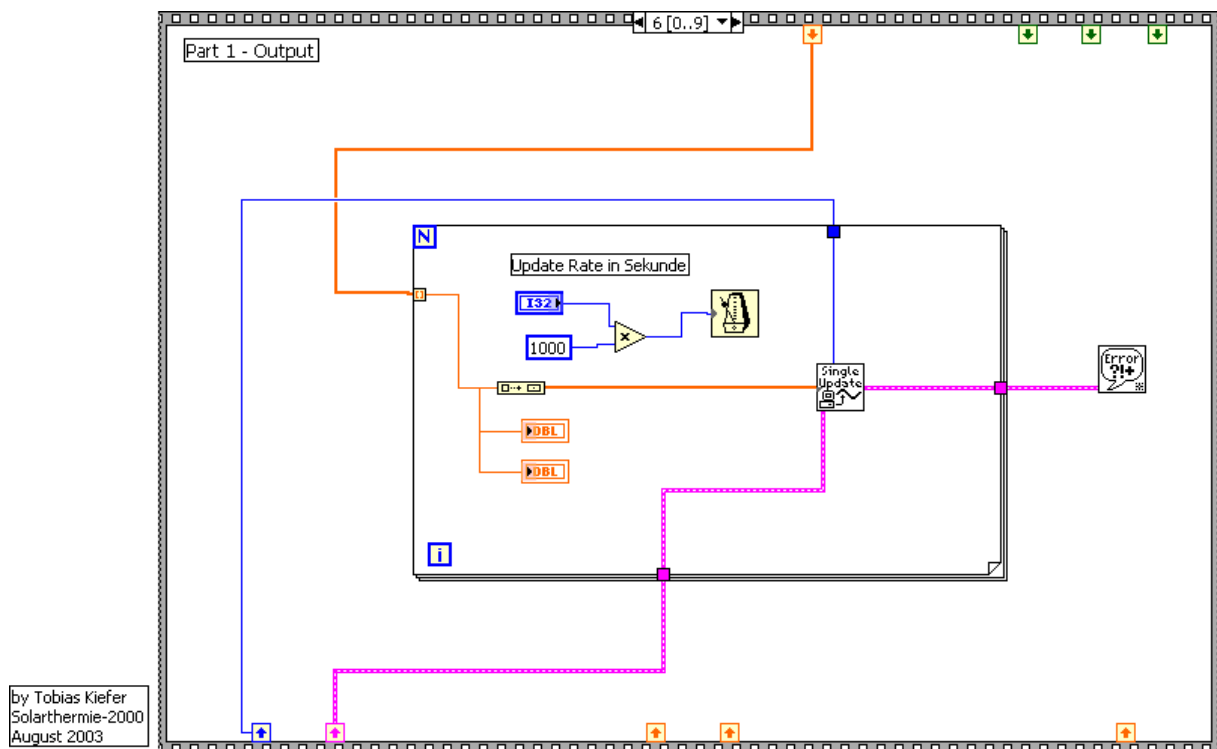 6 [0..9]
Part 1 - Output
N
Update Rate in Sekunde
I32
1000
x
Single
Update
Error
?!+
DBL
DBL
i
by Tobias Kiefer
Solarthermie-2000
August 2003